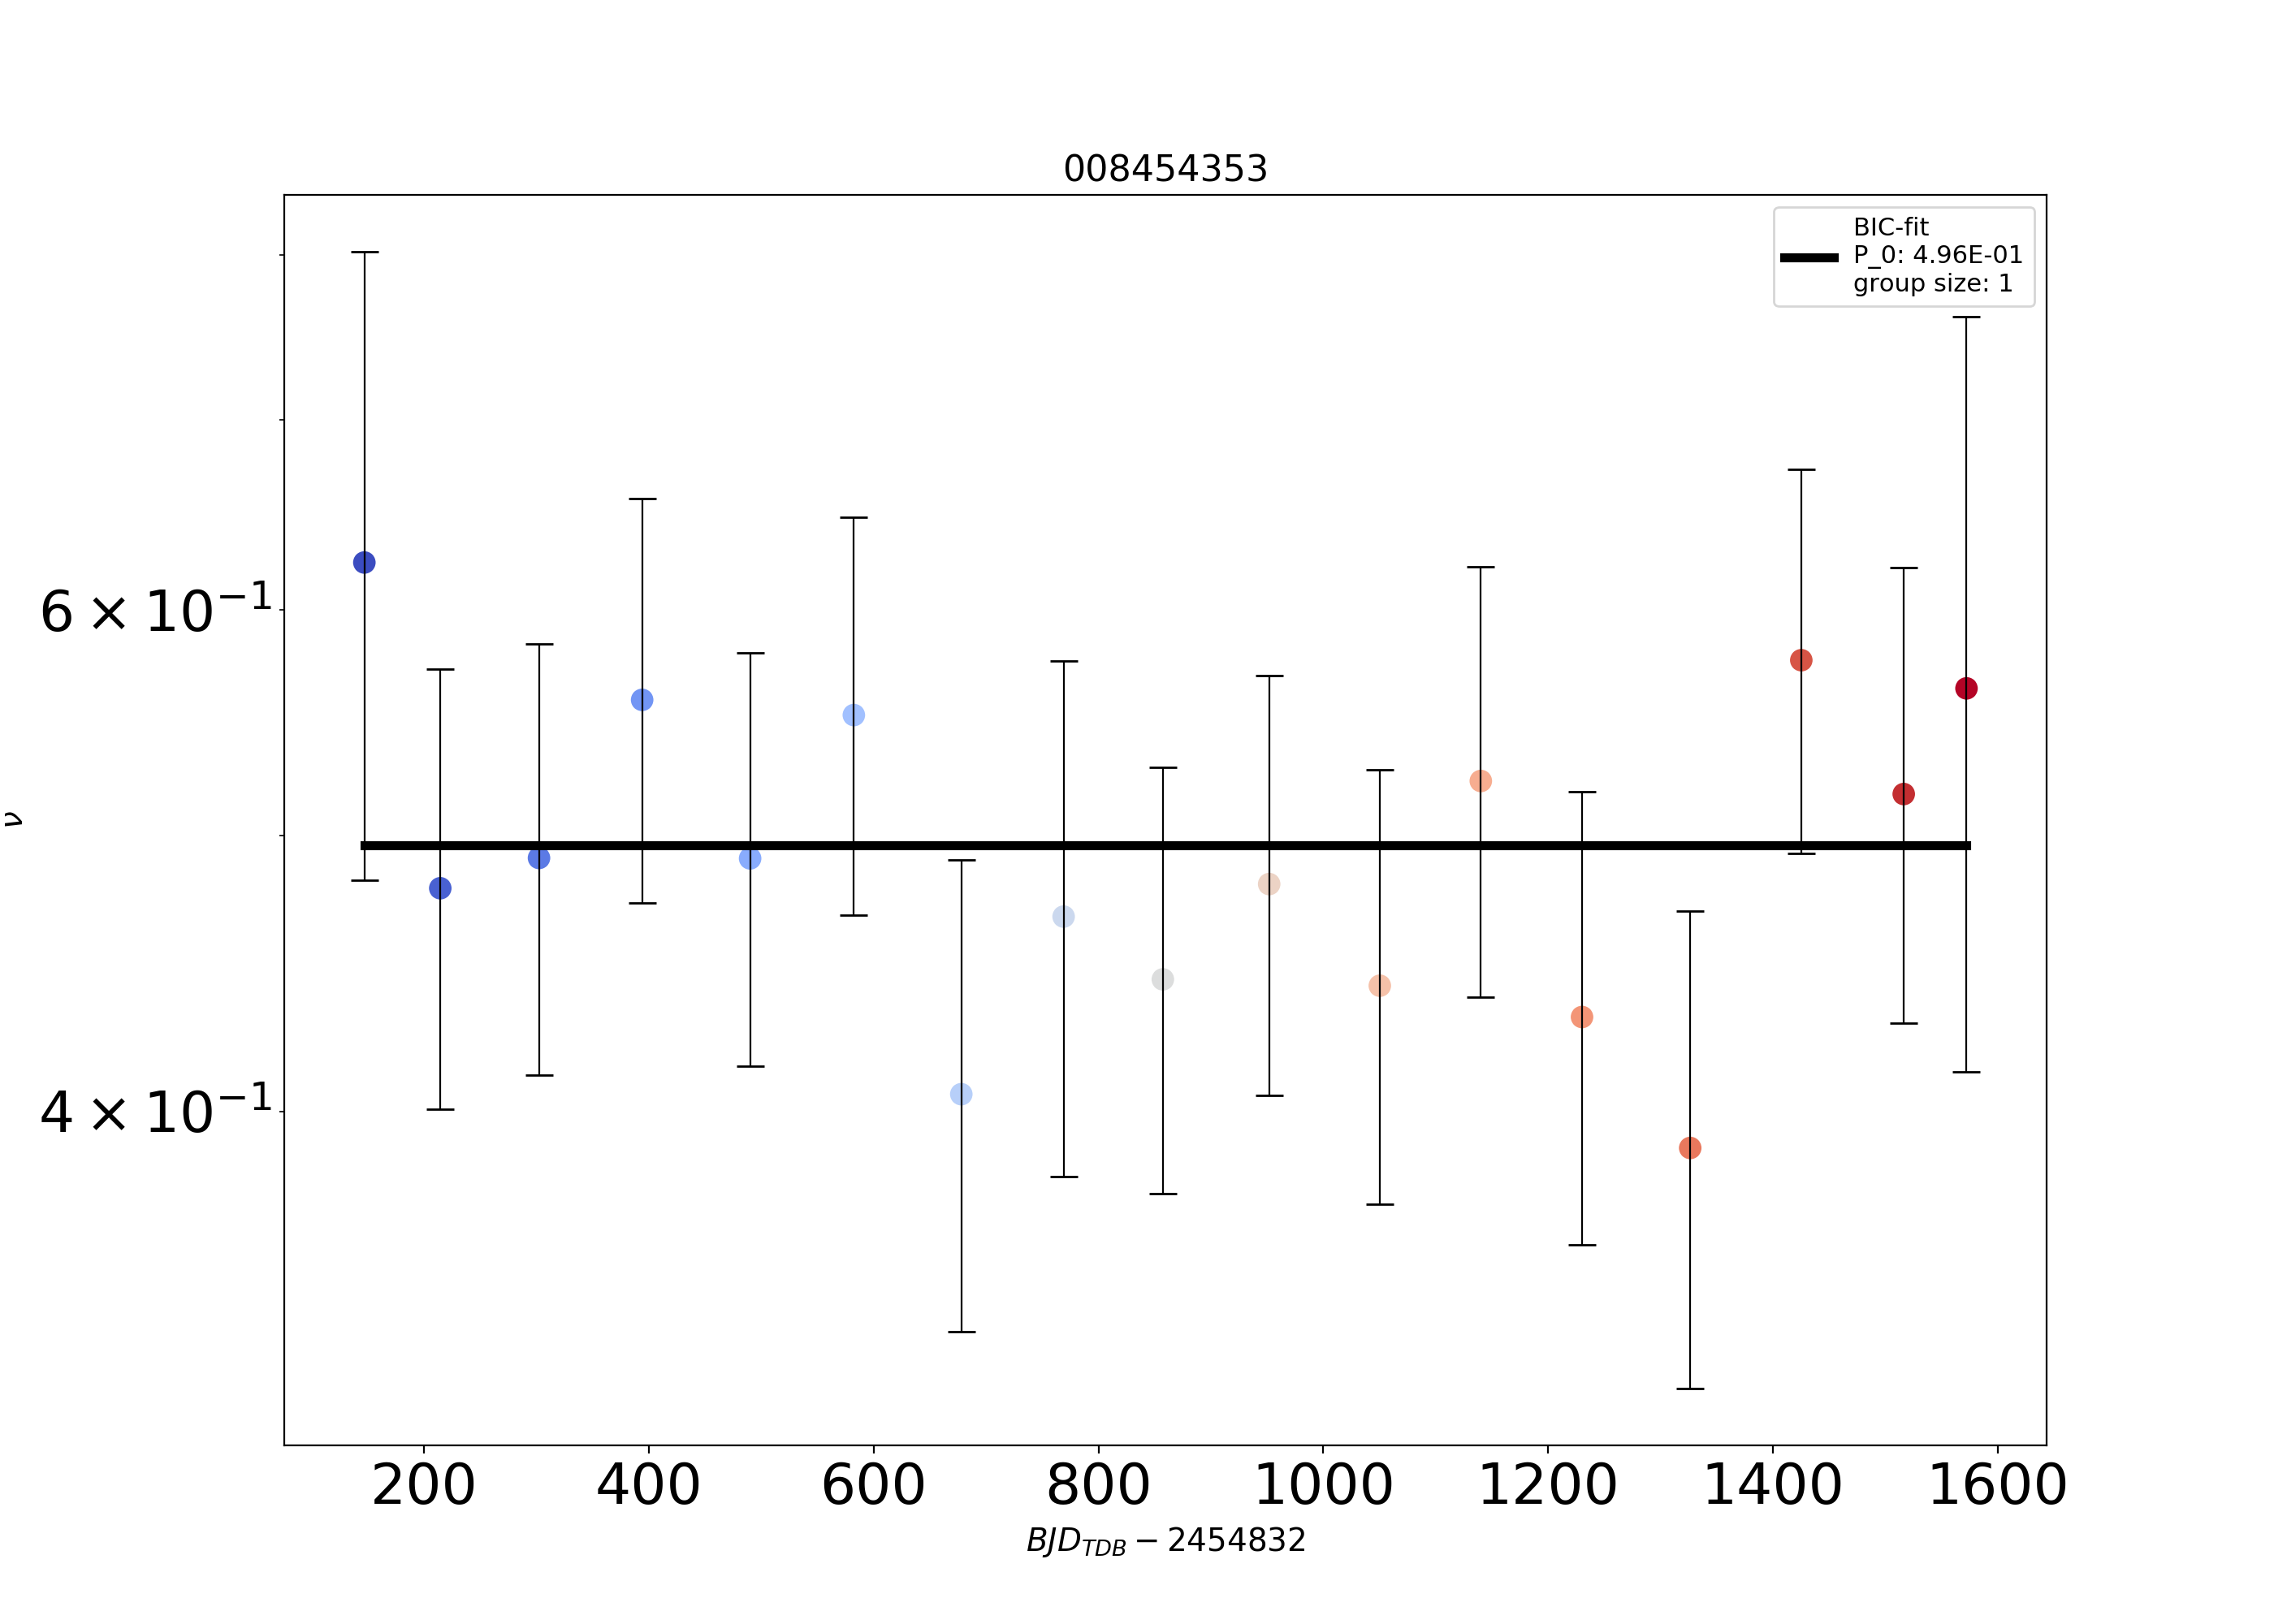 008454353
BIC-fit
P_0: 4.96E-01
group size: 1
6 × 10⁻¹
ν
4 × 10⁻¹
200 400 600 800 1000 1200 1400 1600
BJD_TDB − 2454832